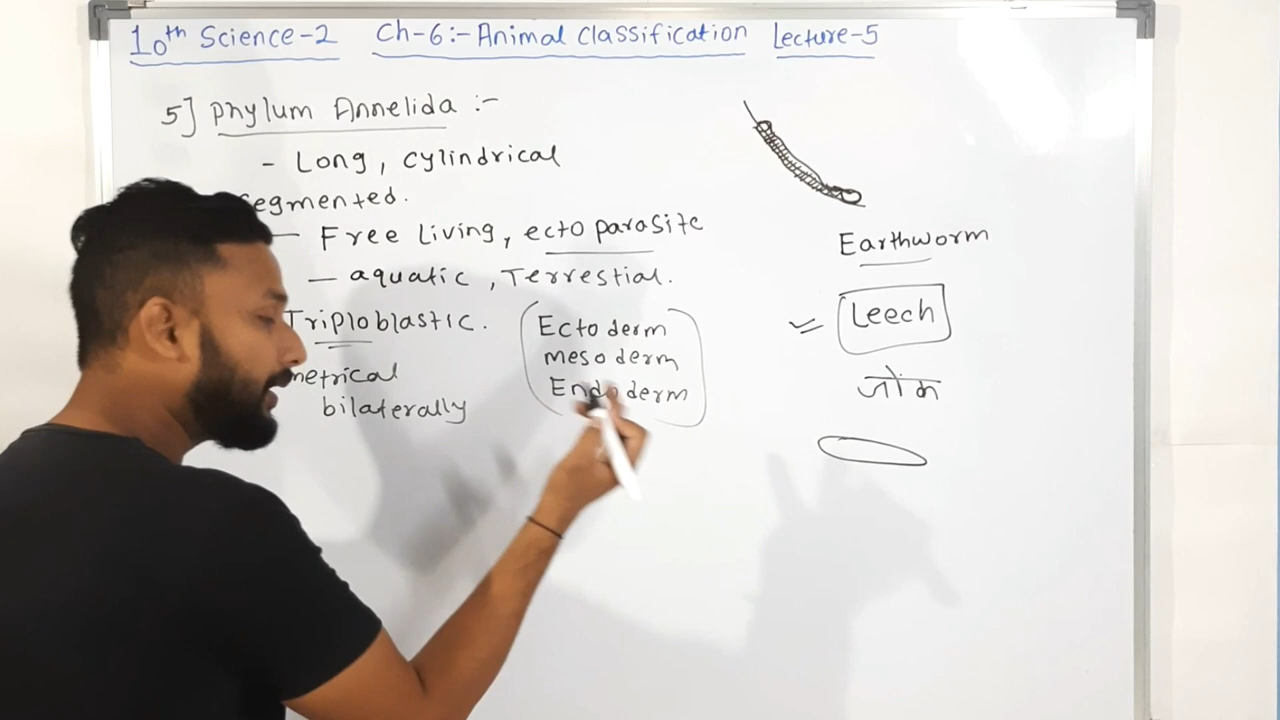 10th Science-2 Ch-6:- Animal Classification Lecture-5
5] Phylum Annelida :-
- Long, cylindrical
segmented.
- Free Living, ecto parasite
- aquatic, Terrestial.
Triploblastic.
Ecto derm
meso derm
Endo derm
metrical
bilaterally
Earthworm
Leech
जोंक